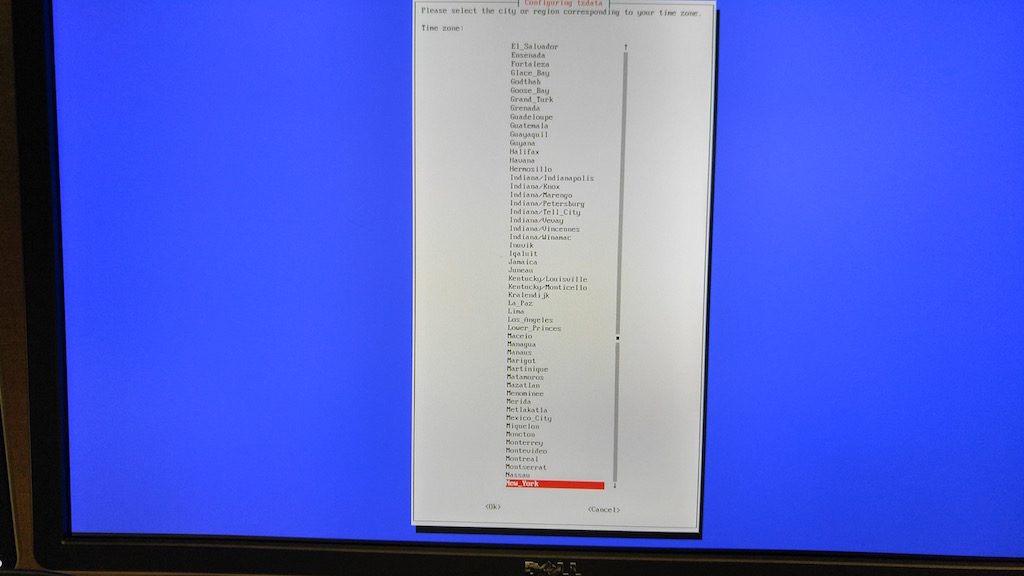 Configuring tzdata
Please select the city or region corresponding to your time zone.
Time zone:
El_Salvador
Ensenada
Fortaleza
Glace_Bay
Godthab
Goose_Bay
Grand_Turk
Grenada
Guadeloupe
Guatemala
Guayaquil
Guyana
Halifax
Havana
Hermosillo
Indiana/Indianapolis
Indiana/Knox
Indiana/Marengo
Indiana/Petersburg
Indiana/Tell_City
Indiana/Vevay
Indiana/Vincennes
Indiana/Winamac
Inuvik
Iqaluit
Jamaica
Juneau
Kentucky/Louisville
Kentucky/Monticello
Kralendijk
La_Paz
Lima
Los_Angeles
Lower_Princes
Maceio
Managua
Manaus
Marigot
Martinique
Matamoros
Mazatlan
Menominee
Merida
Metlakatla
Mexico_City
Miquelon
Moncton
Monterrey
Montevideo
Montreal
Montserrat
Nassau
New_York
<Ok> <Cancel>
DELL